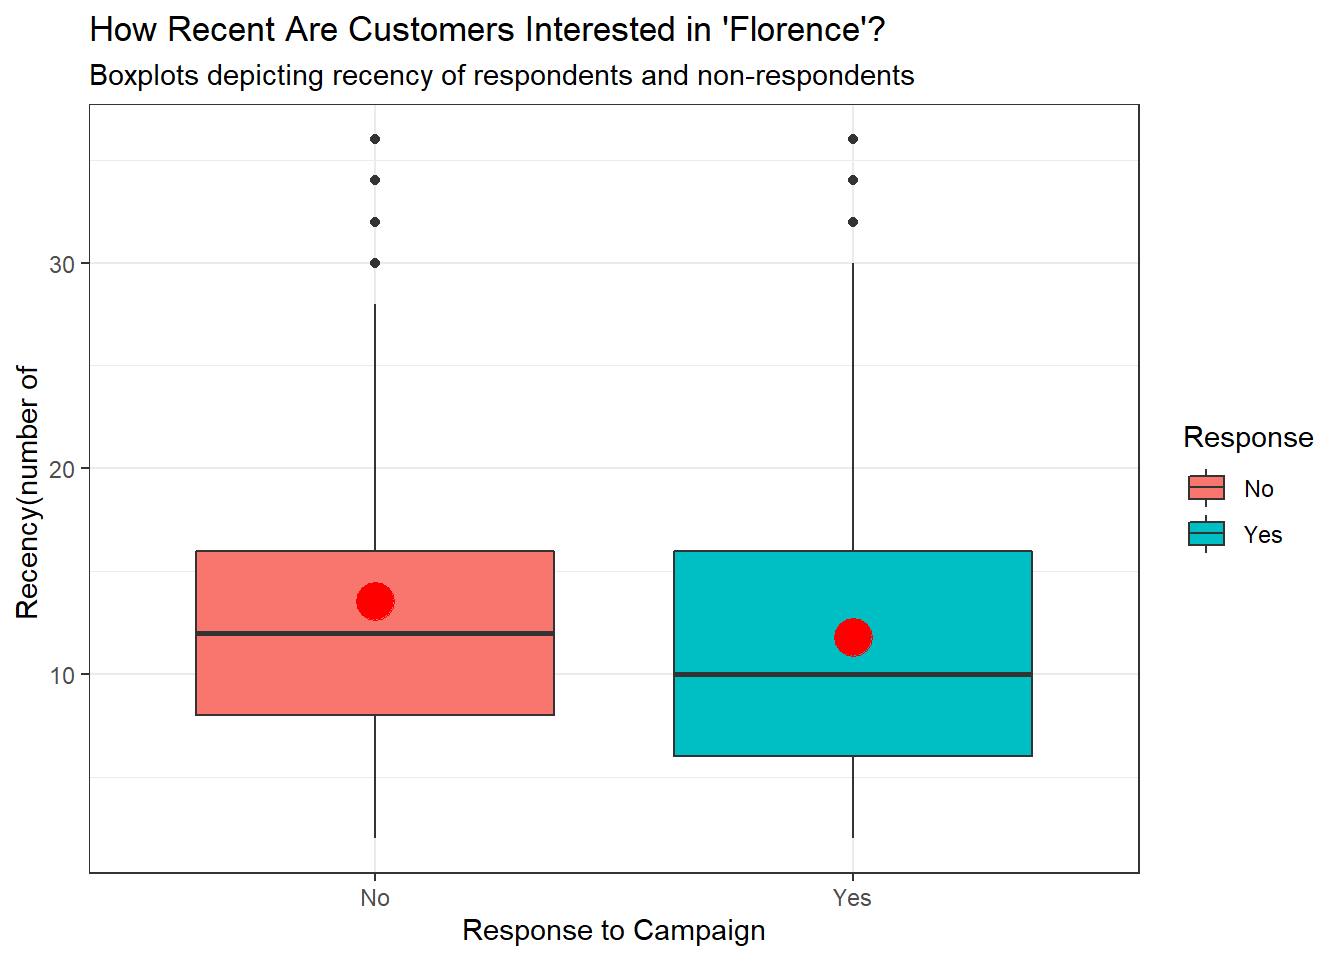 How Recent Are Customers Interested in 'Florence'?
Boxplots depicting recency of respondents and non-respondents
Recency(number of
30
20
10
No
Yes
Response to Campaign
Response
No
Yes